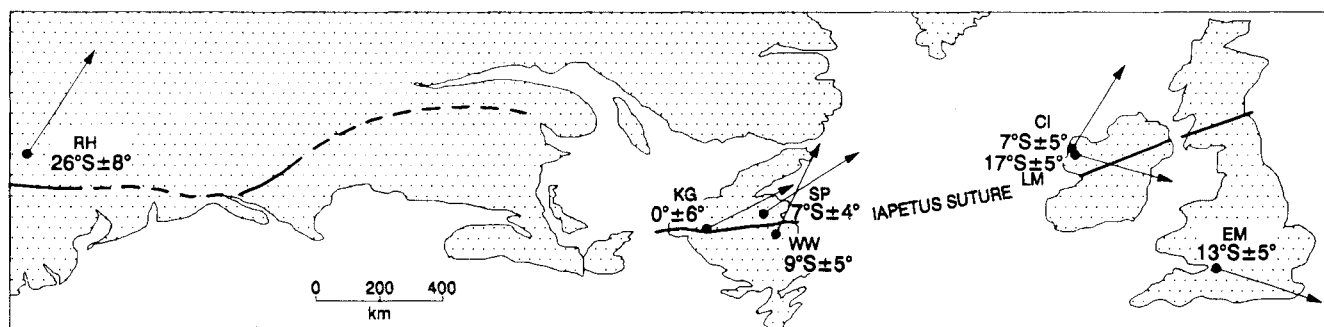 RH
26°S±8°
0 200 400
km
KG
0°±6°
SP
7°S±4°
WW
9°S±5°
IAPETUS SUTURE
CI
7°S±5°
17°S±5°
LM
EM
13°S±5°